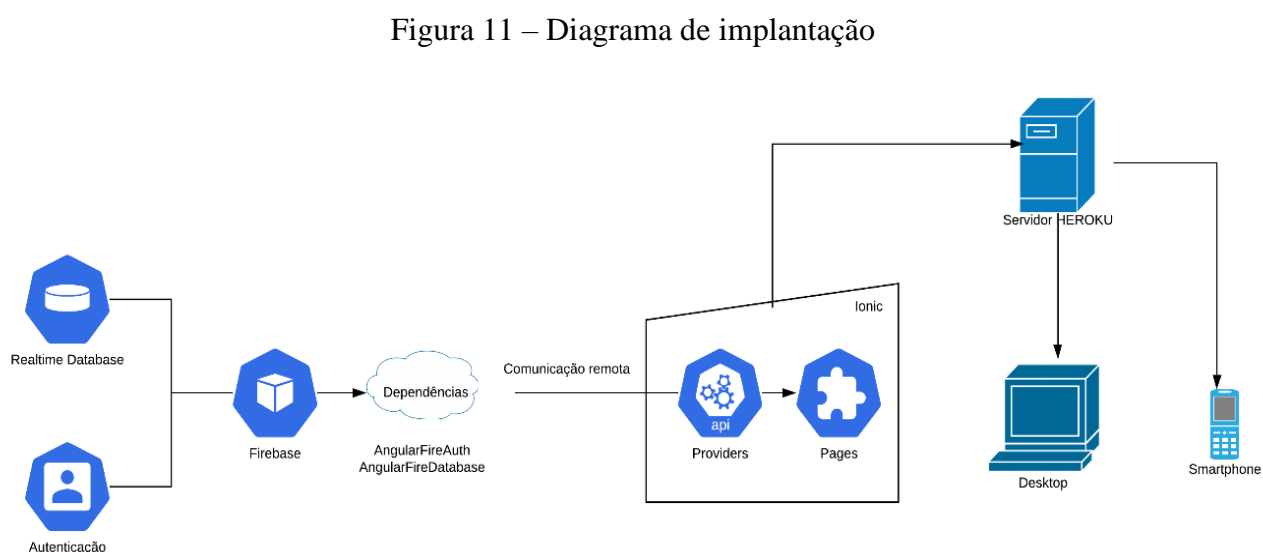 Figura 11 – Diagrama de implantação
Servidor HEROKU
Ionic
Realtime Database
Comunicação remota
Dependências
api
Firebase
AngularFireAuth
AngularFireDatabase
Providers
Pages
Desktop
Smartphone
Autenticação